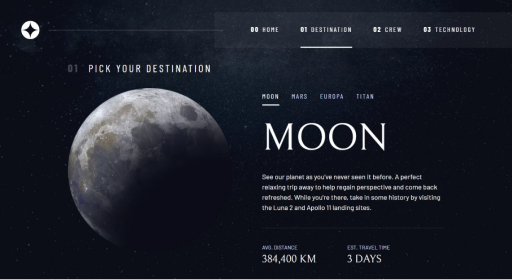 00 HOME 01 DESTINATION 02 CREW 03 TECHNOLOGY
01 PICK YOUR DESTINATION
MOON MARS EUROPA TITAN
MOON
See our planet as you've never seen it before. A perfect
relaxing trip away to help regain perspective and come back
refreshed. While you're there, take in some history by visiting
the Luna 2 and Apollo 11 landing sites.
AVG. DISTANCE EST. TRAVEL TIME
384,400 KM 3 DAYS